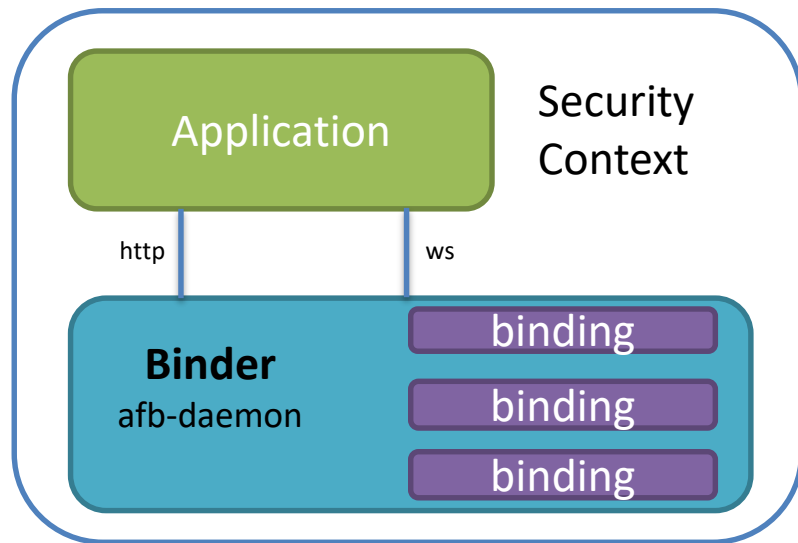 Application
Security
Context
http
ws
Binder
afb-daemon
binding
binding
binding